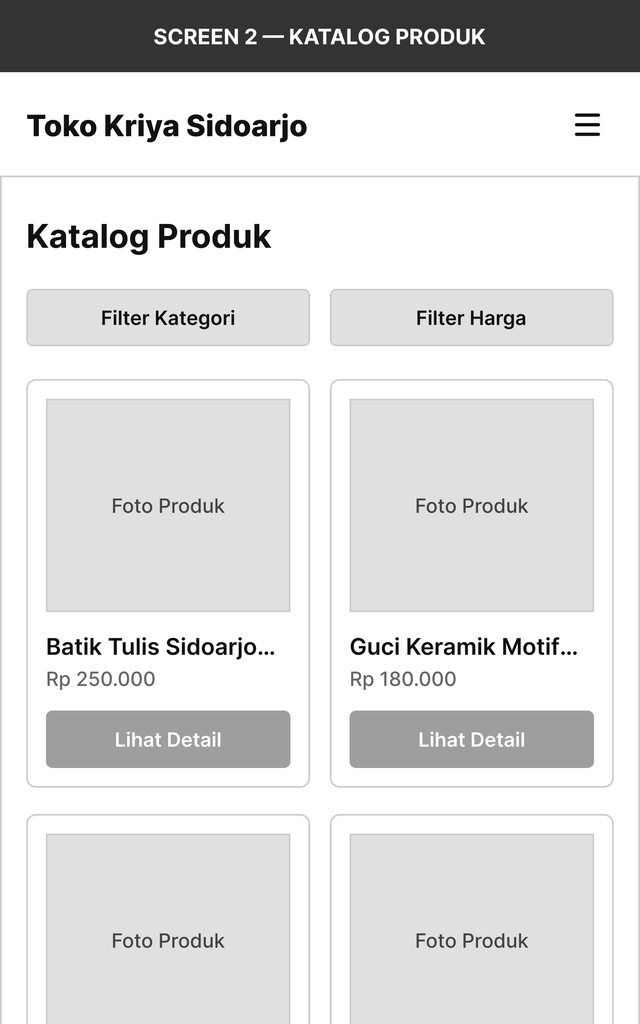 SCREEN 2 — KATALOG PRODUK
Toko Kriya Sidoarjo
Katalog Produk
Filter Kategori
Filter Harga
Foto Produk
Foto Produk
Batik Tulis Sidoarjo...
Guci Keramik Motif...
Rp 250.000
Rp 180.000
Lihat Detail
Lihat Detail
Foto Produk
Foto Produk